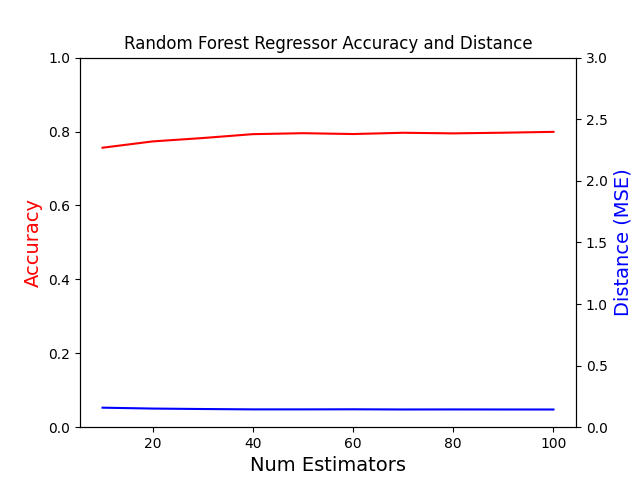 Random Forest Regressor Accuracy and Distance
1.0
0.8
0.6
0.4
0.2
0.0
Accuracy
3.0
2.5
2.0
1.5
1.0
0.5
0.0
Distance (MSE)
20 40 60 80 100
Num Estimators